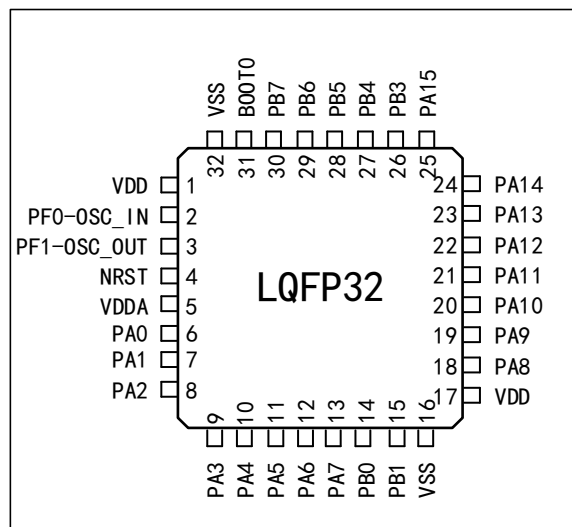 VSS
BOOT0
PB7
PB6
PB5
PB4
PB3
PA15
32
31
30
29
28
27
26
25
VDD 1
PF0-OSC_IN 2
PF1-OSC_OUT 3
NRST 4
VDDA 5
PA0 6
PA1 7
PA2 8
LQFP32
24 PA14
23 PA13
22 PA12
21 PA11
20 PA10
19 PA9
18 PA8
17 VDD
9
10
11
12
13
14
15
16
PA3
PA4
PA5
PA6
PA7
PB0
PB1
VSS